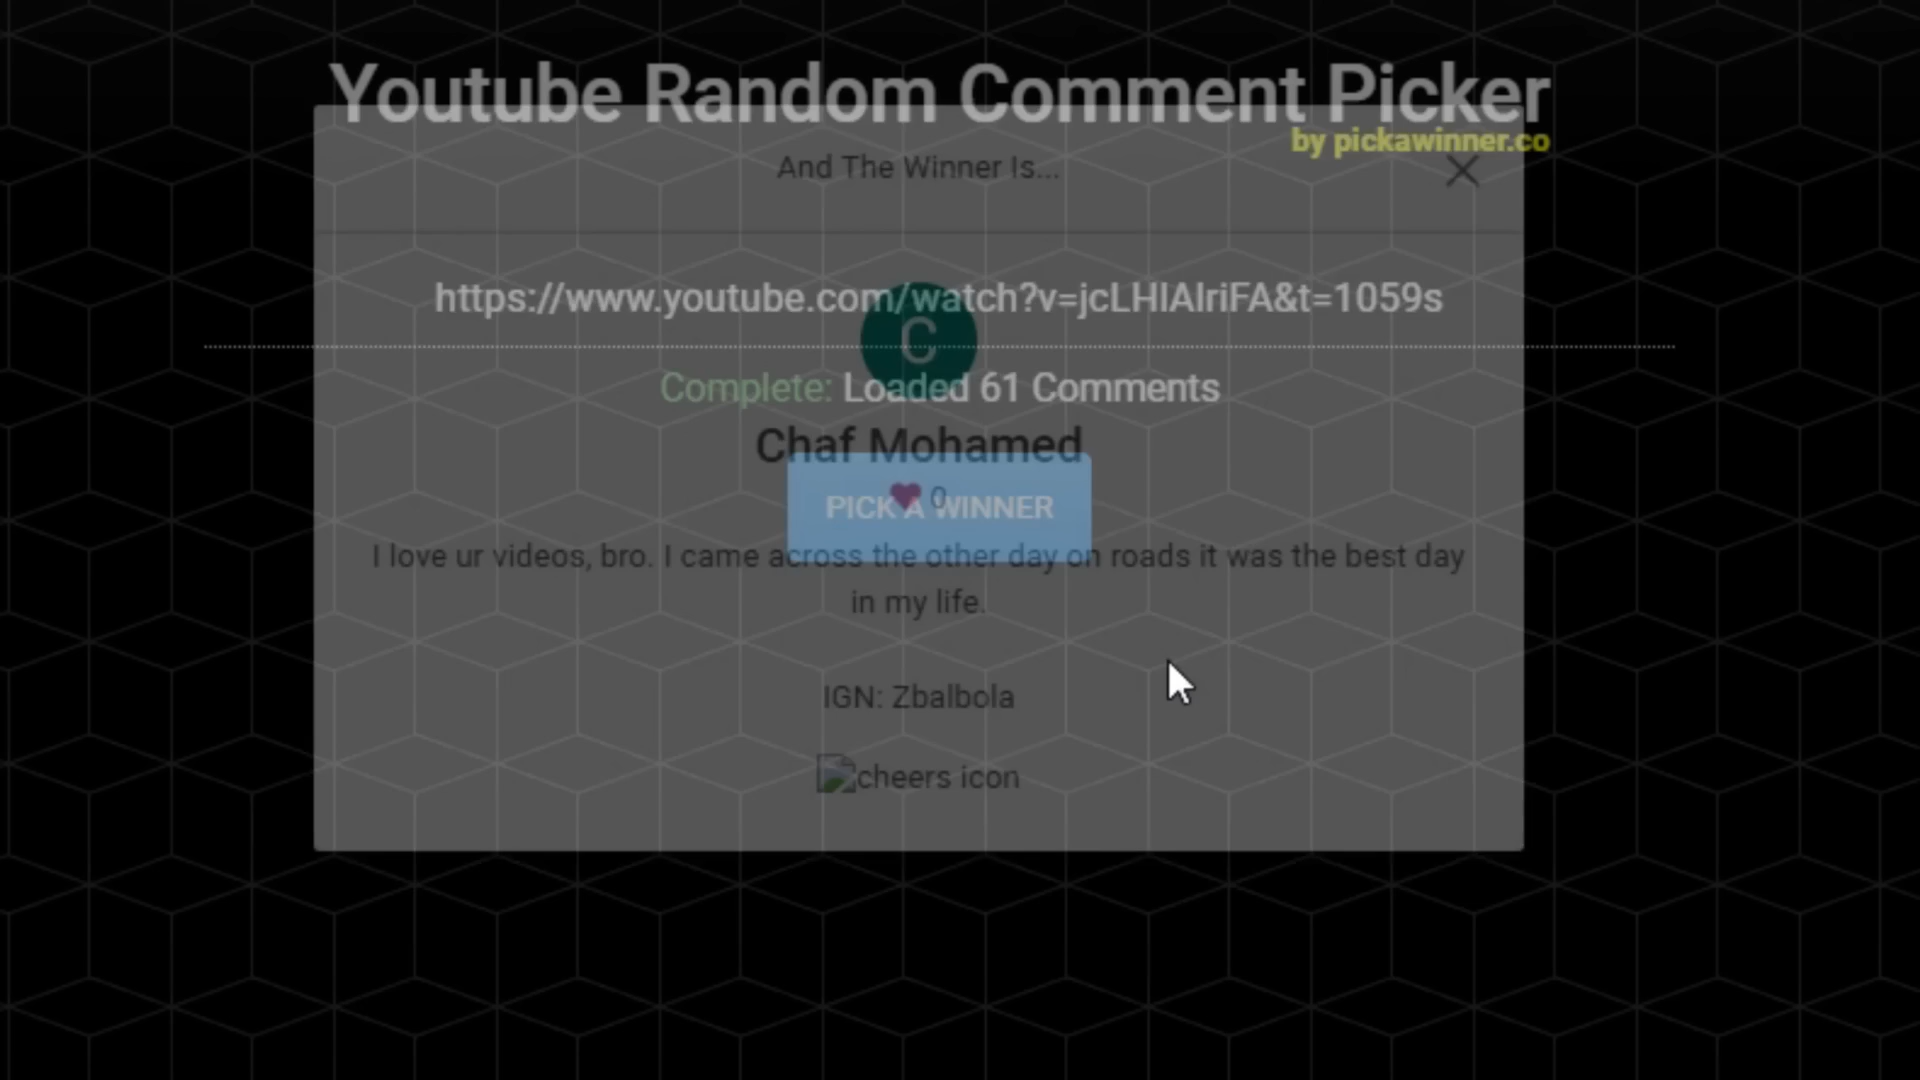 Youtube Random Comment Picker
by pickawinner.co
And The Winner Is...
https://www.youtube.com/watch?v=jcLHIAIriFA&t=1059s
C
Complete: Loaded 61 Comments
Chaf Mohamed
0
PICK A WINNER
I love ur videos, bro. I came across the other day on roads it was the best day
in my life.
IGN: Zbalbola
cheers icon